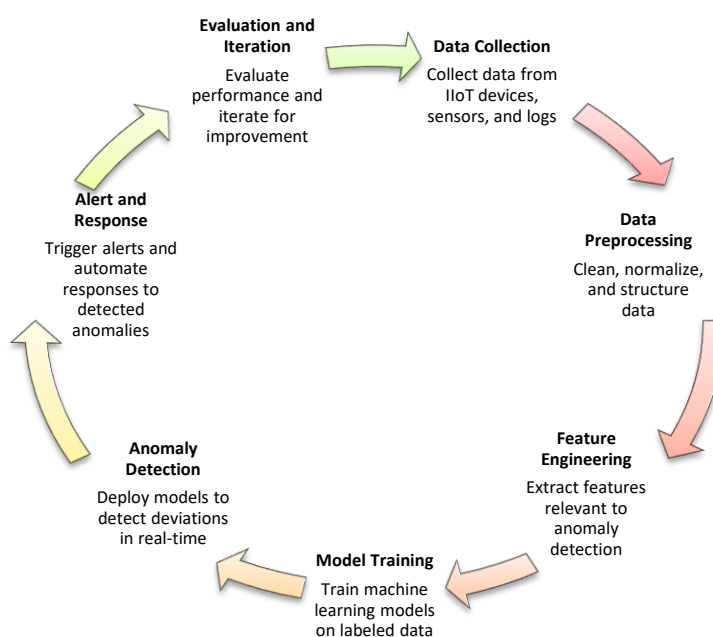 Evaluation and
Iteration
Evaluate
performance and
iterate for
improvement
Data Collection
Collect data from
IIoT devices,
sensors, and logs
Data
Preprocessing
Clean, normalize,
and structure
data
Feature
Engineering
Extract features
relevant to
anomaly
detection
Model Training
Train machine
learning models
on labeled data
Anomaly
Detection
Deploy models to
detect deviations
in real-time
Alert and
Response
Trigger alerts and
automate
responses to
detected
anomalies